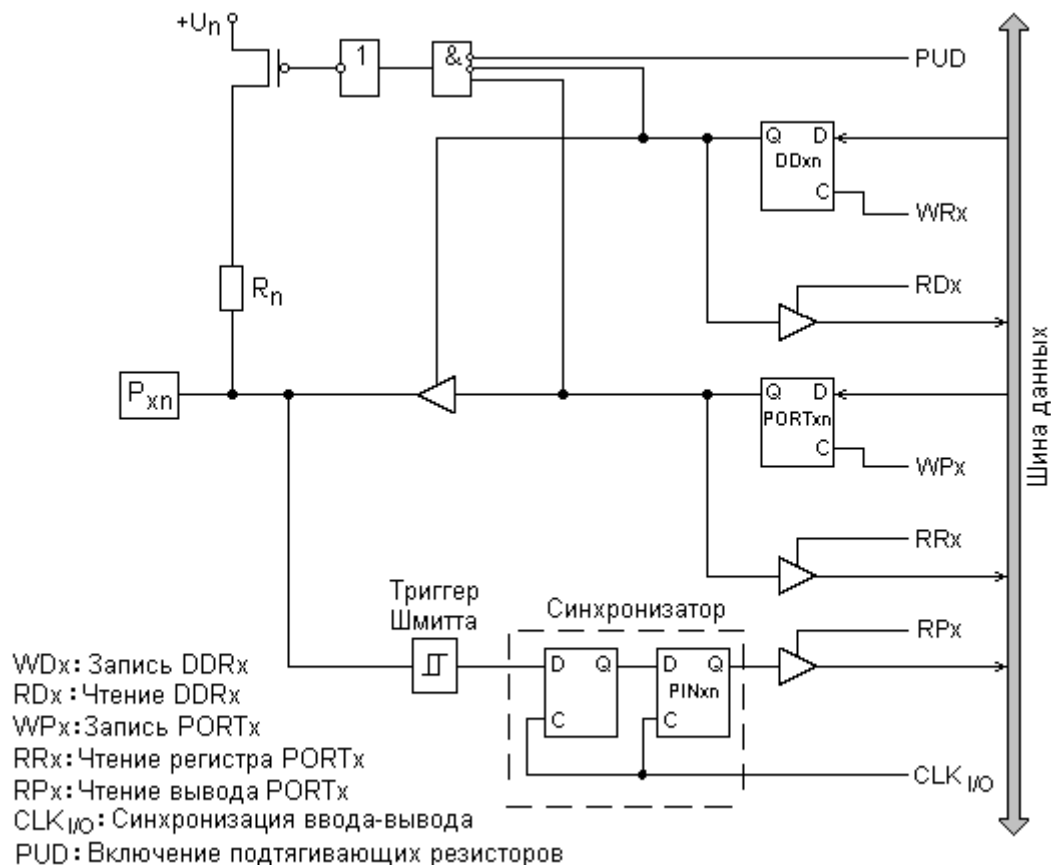 +Un
1
&
PUD
Q D
DDxn
C
WRx
RDx
Rn
Pxn
Q D
PORTxn
C
WPx
RRx
Шина данных
Триггер
Шмитта
Синхронизатор
D Q
C
D Q
PINxn
C
RPx
CLK I/O
WDx: Запись DDRx
RDx: Чтение DDRx
WPx: Запись PORTx
RRx: Чтение регистра PORTx
RPx: Чтение вывода PORTx
CLK I/O: Синхронизация ввода-вывода
PUD: Включение подтягивающих резисторов